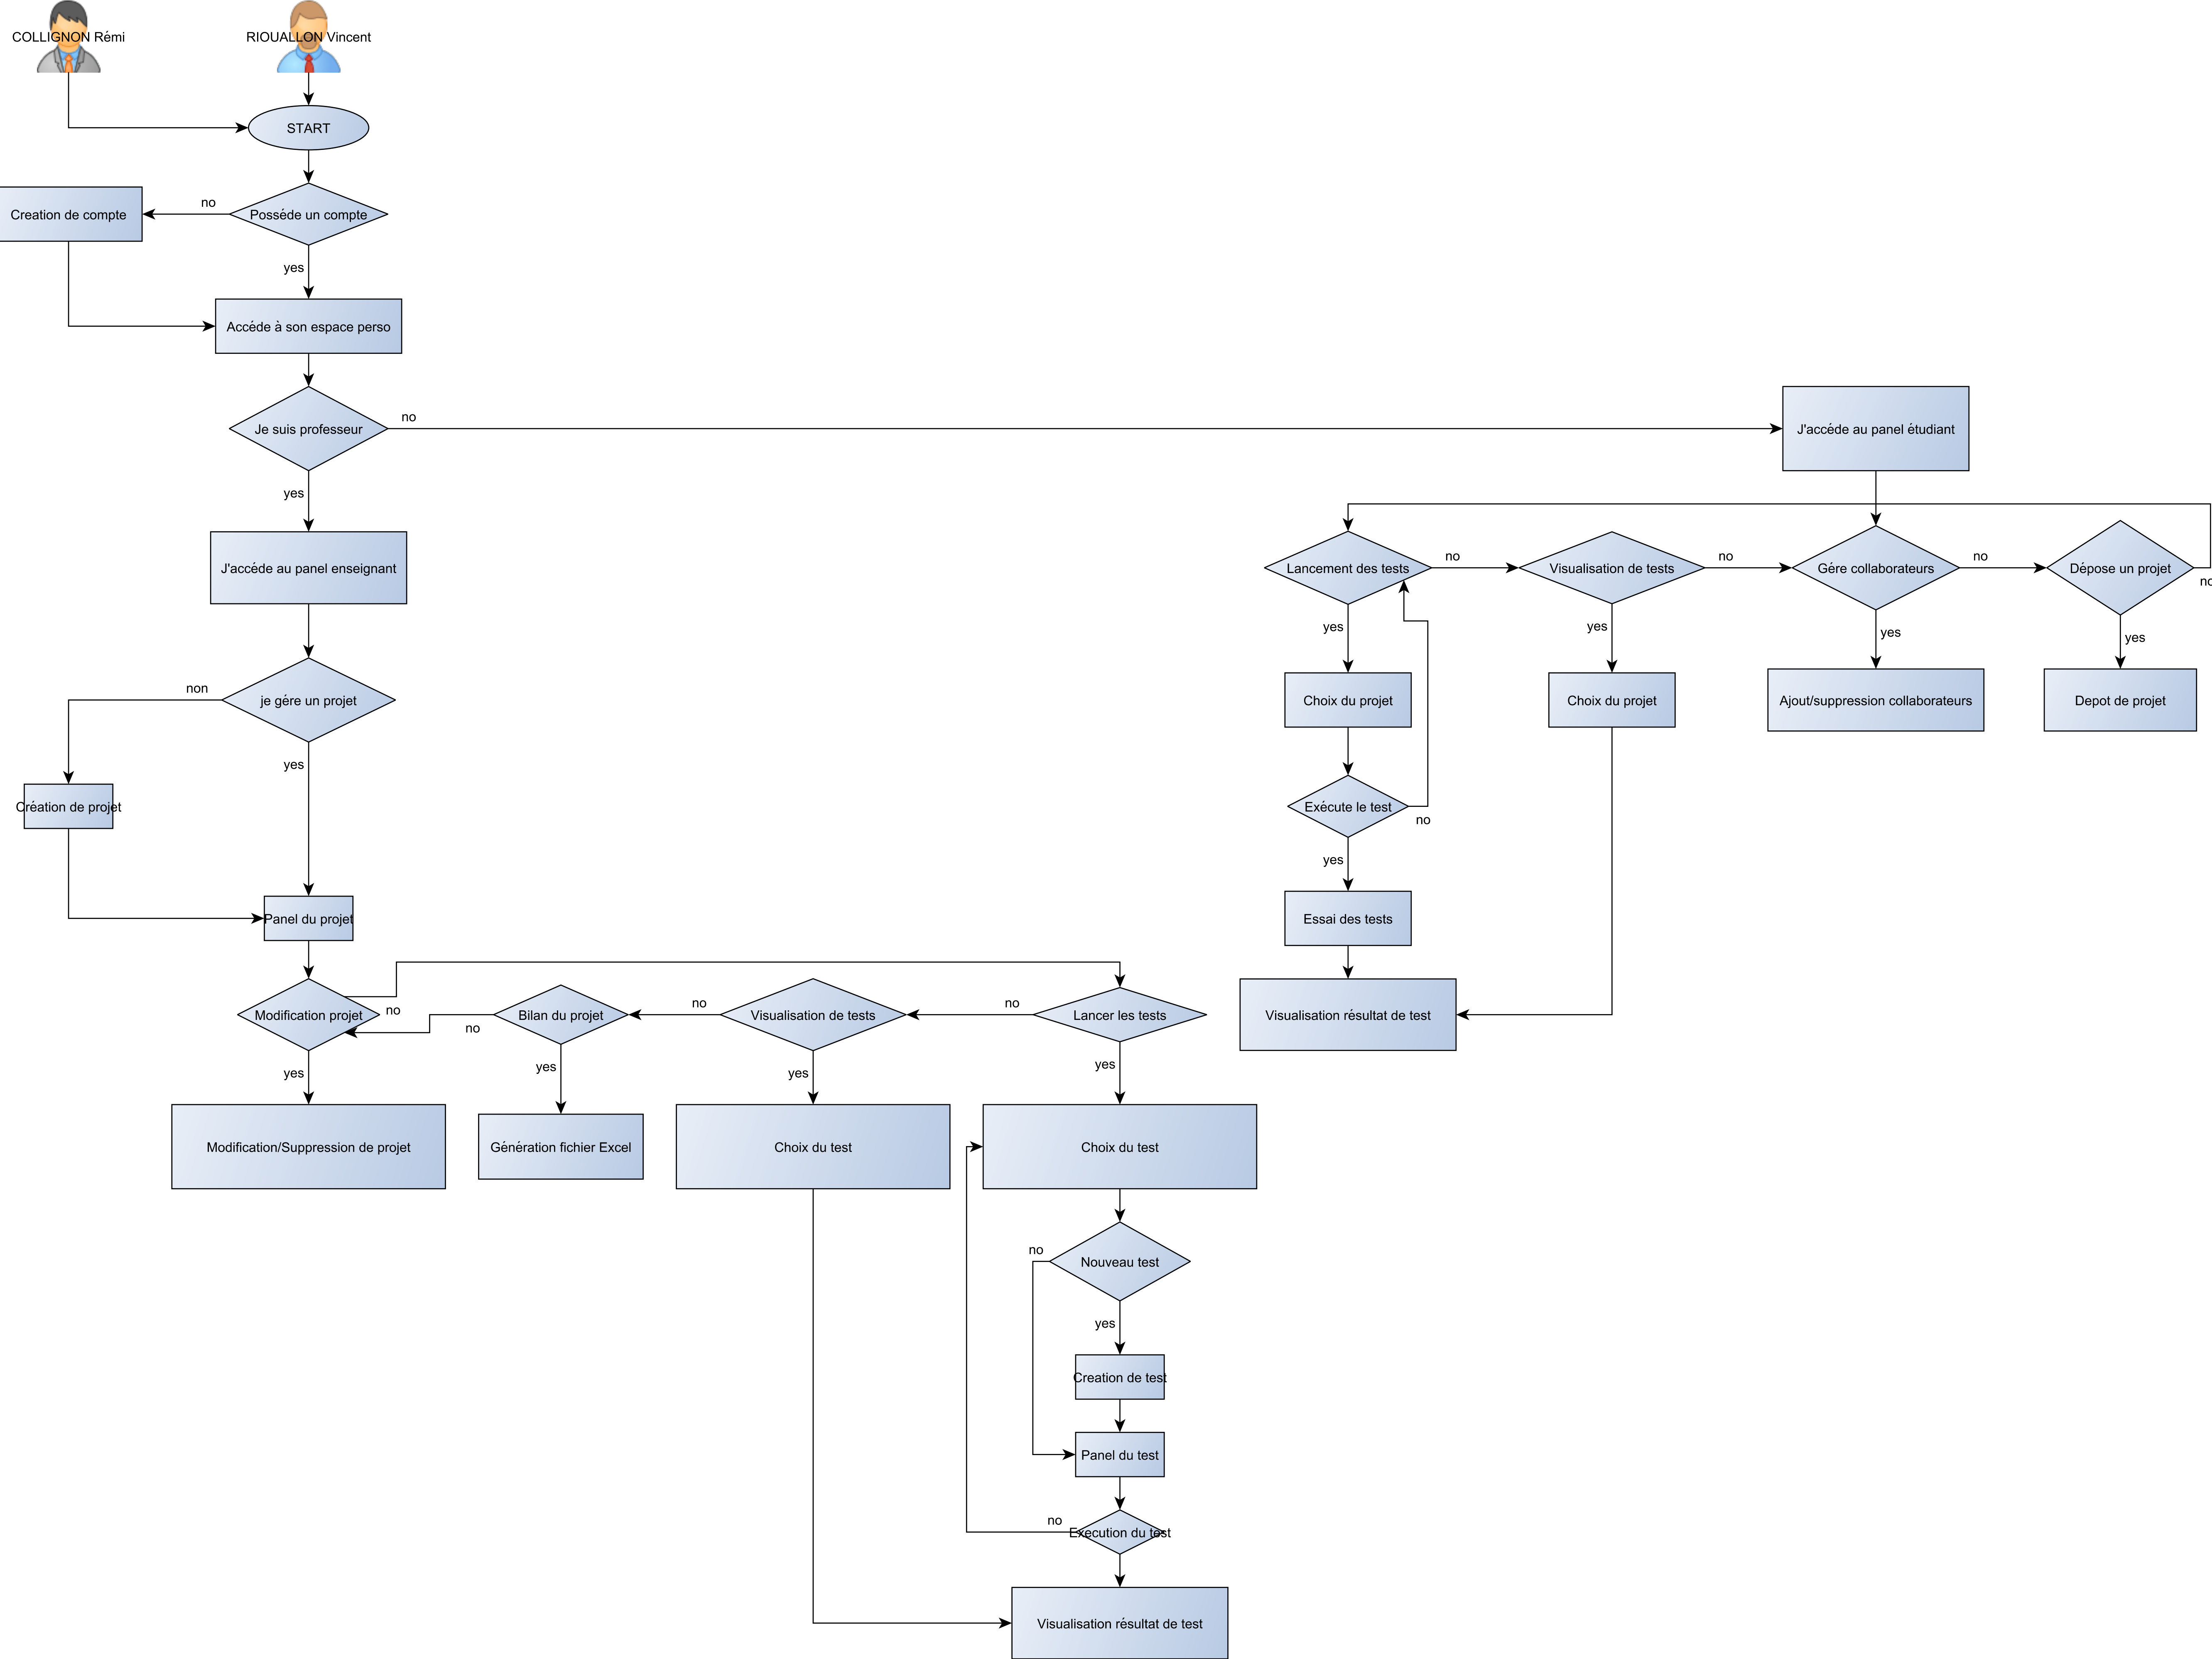 COLLIGNON Rémi
RIOUALLON Vincent
START
Posséde un compte
no
Creation de compte
yes
Accéde à son espace perso
Je suis professeur
no
J'accéde au panel étudiant
yes
J'accéde au panel enseignant
Lancement des tests
no
Visualisation de tests
no
Gére collaborateurs
no
Dépose un projet
no
yes
yes
yes
yes
je gére un projet
non
Choix du projet
Choix du projet
Ajout/suppression collaborateurs
Depot de projet
yes
Création de projet
Exécute le test
no
yes
Panel du projet
Essai des tests
Modification projet
no
no
Bilan du projet
no
Visualisation de tests
no
Lancer les tests
Visualisation résultat de test
yes
yes
yes
yes
Modification/Suppression de projet
Génération fichier Excel
Choix du test
Choix du test
no
Nouveau test
yes
Creation de test
Panel du test
no
Execution du test
Visualisation résultat de test